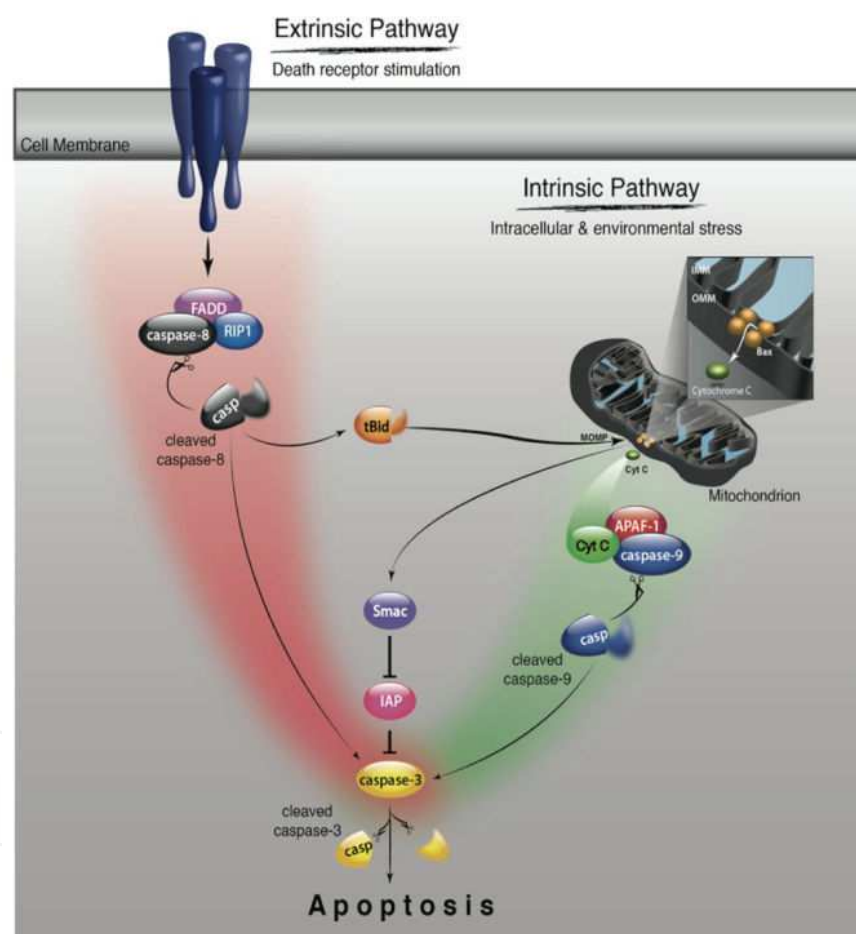 Extrinsic Pathway
Death receptor stimulation
Cell Membrane
Intrinsic Pathway
Intracellular & environmental stress
IMM
OMM
Bax
Cytochrome C
FADD
caspase-8
RIP1
casp
cleaved
caspase-8
tBid
MOMP
Cyt C
Mitochondrion
APAF-1
Cyt C
caspase-9
Smac
casp
cleaved
caspase-9
IAP
caspase-3
cleaved
caspase-3
casp
Apoptosis